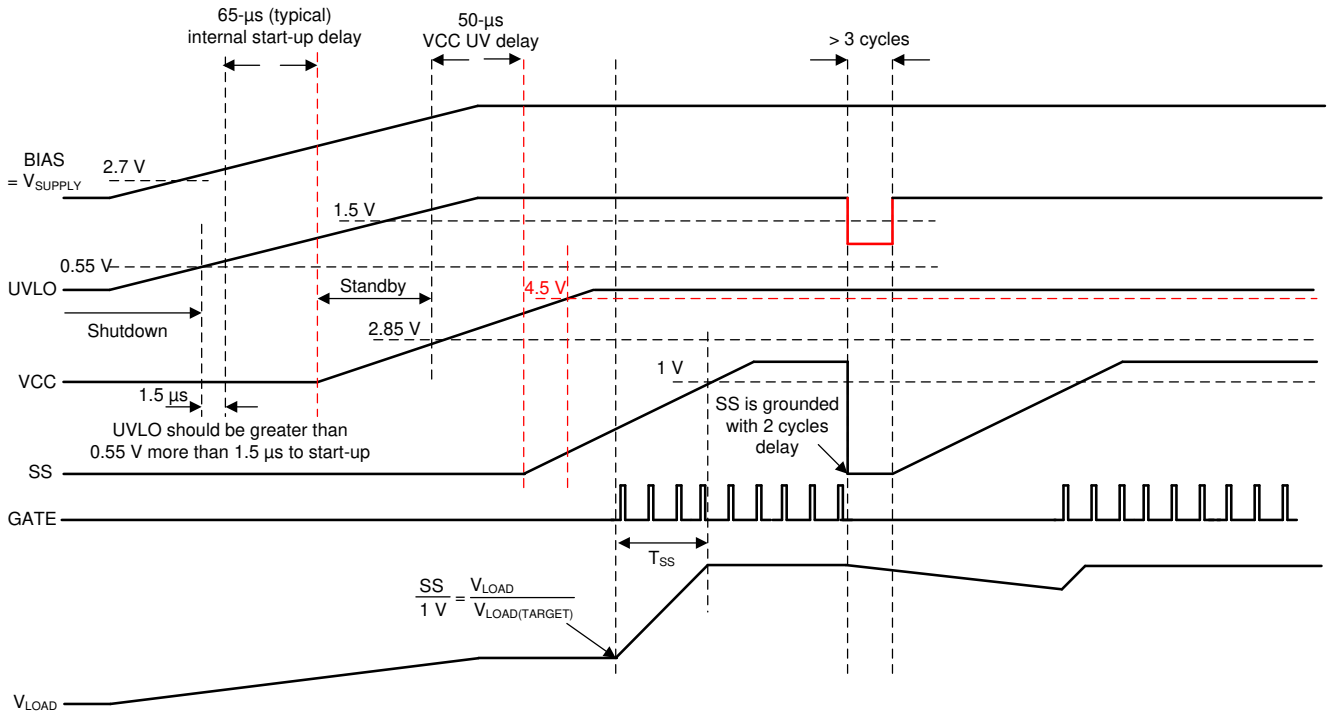 65-µs (typical)
internal start-up delay
50-µs
VCC UV delay
> 3 cycles
BIAS
= VSUPPLY
2.7 V
1.5 V
0.55 V
UVLO
Standby
4.5 V
Shutdown
2.85 V
VCC
1 V
1.5 µs
SS is grounded
with 2 cycles
delay
UVLO should be greater than
0.55 V more than 1.5 µs to start-up
SS
GATE
TSS
SS
1 V
=
VLOAD
VLOAD(TARGET)
VLOAD